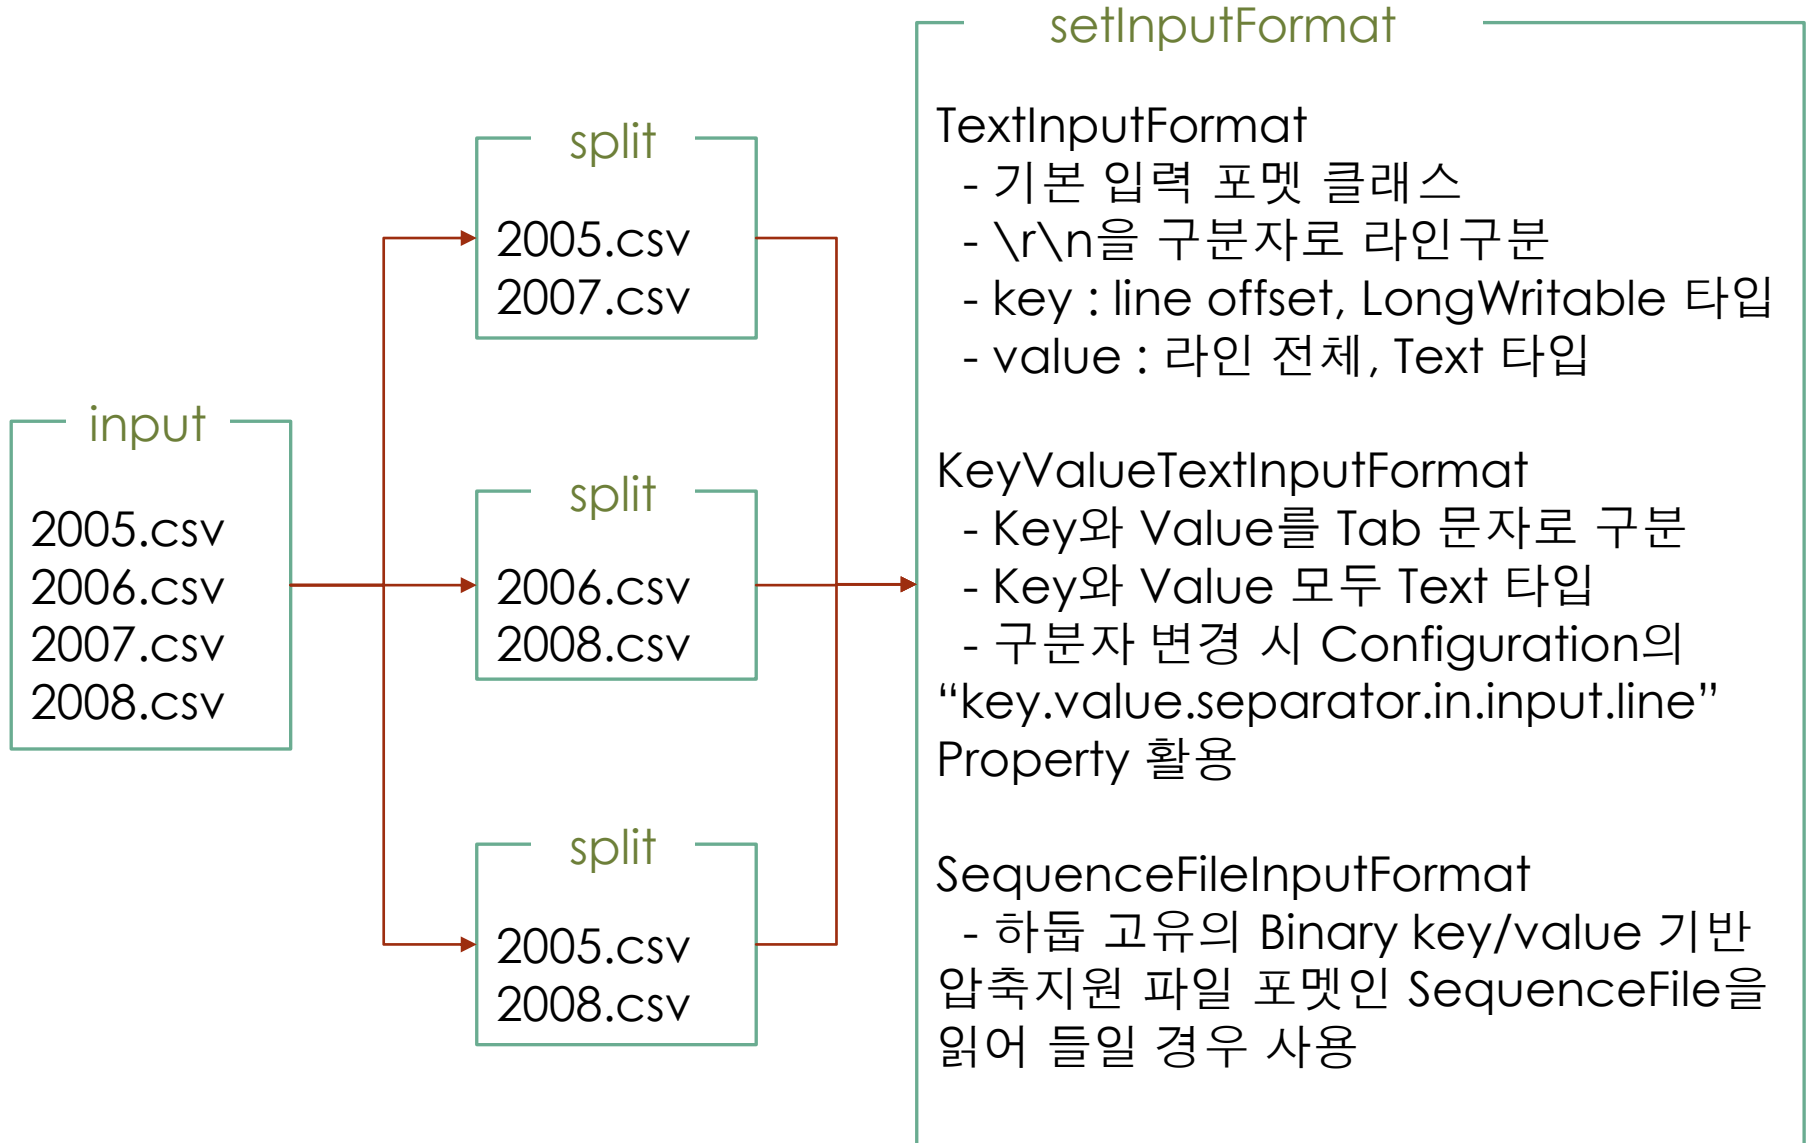 input
2005.csv
2006.csv
2007.csv
2008.csv
split
2005.csv
2007.csv
split
2006.csv
2008.csv
split
2005.csv
2008.csv
setInputFormat
TextInputFormat
- 기본 입력 포멧 클래스
- \r\n을 구분자로 라인구분
- key : line offset, LongWritable 타입
- value : 라인 전체, Text 타입
KeyValueTextInputFormat
- Key와 Value를 Tab 문자로 구분
- Key와 Value 모두 Text 타입
- 구분자 변경 시 Configuration의
“key.value.separator.in.input.line”
Property 활용
SequenceFileInputFormat
- 하둡 고유의 Binary key/value 기반
압축지원 파일 포멧인 SequenceFile을
읽어 들일 경우 사용